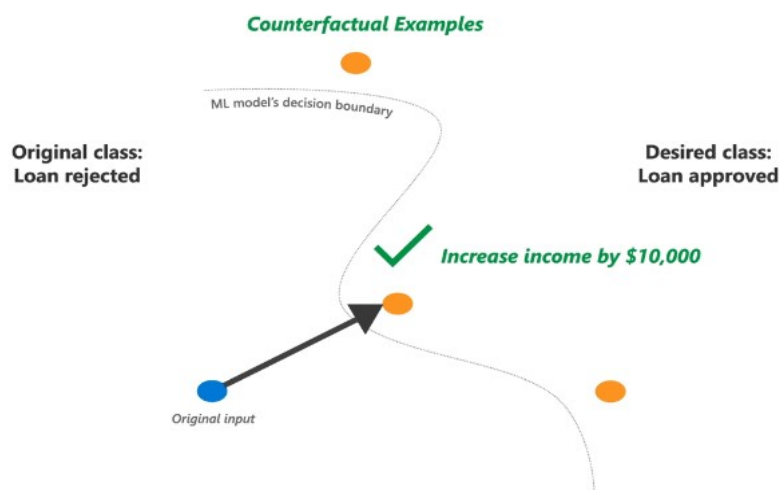 Counterfactual Examples
ML model's decision boundary
Original class:
Loan rejected
Desired class:
Loan approved
Increase income by $10,000
Original input